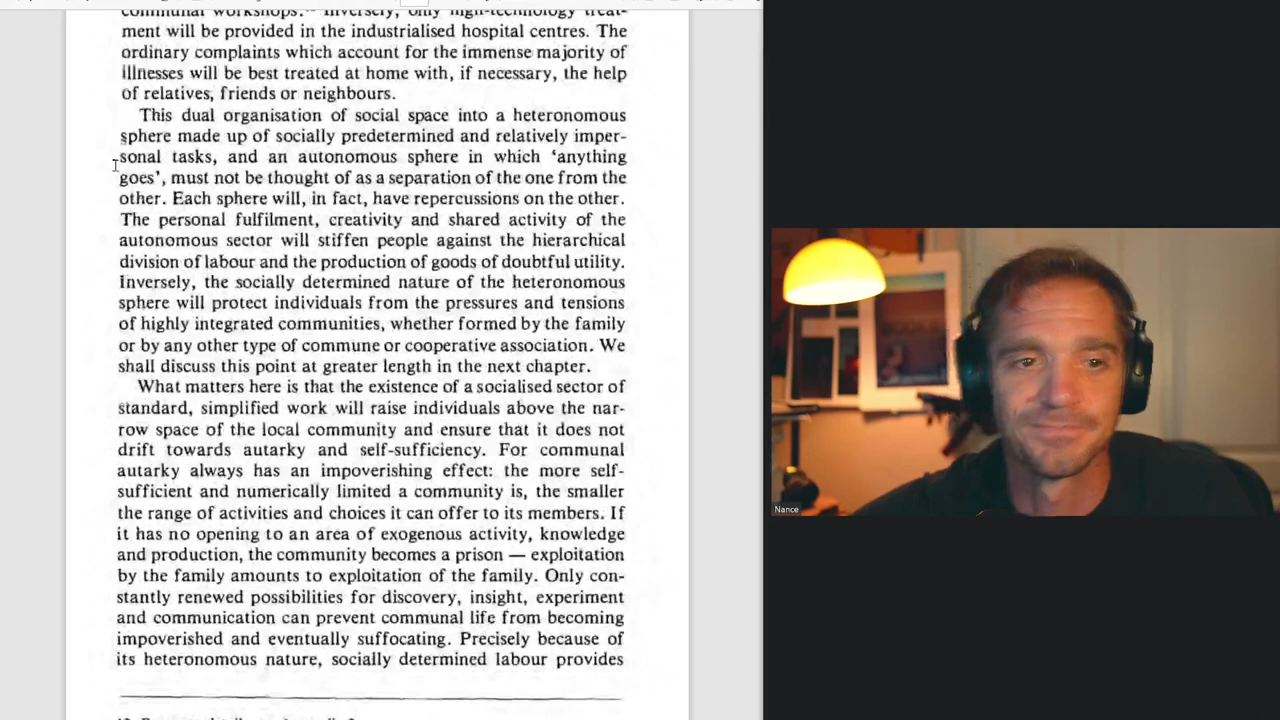 communal workshops. Inversely, only high-technology treat-
ment will be provided in the industrialised hospital centres. The
ordinary complaints which account for the immense majority of
illnesses will be best treated at home with, if necessary, the help
of relatives, friends or neighbours.
This dual organisation of social space into a heteronomous
sphere made up of socially predetermined and relatively imper-
sonal tasks, and an autonomous sphere in which ‘anything
goes’, must not be thought of as a separation of the one from the
other. Each sphere will, in fact, have repercussions on the other.
The personal fulfilment, creativity and shared activity of the
autonomous sector will stiffen people against the hierarchical
division of labour and the production of goods of doubtful utility.
Inversely, the socially determined nature of the heteronomous
sphere will protect individuals from the pressures and tensions
of highly integrated communities, whether formed by the family
or by any other type of commune or cooperative association. We
shall discuss this point at greater length in the next chapter.
What matters here is that the existence of a socialised sector of
standard, simplified work will raise individuals above the nar-
row space of the local community and ensure that it does not
drift towards autarky and self-sufficiency. For communal
autarky always has an impoverishing effect: the more self-
sufficient and numerically limited a community is, the smaller
the range of activities and choices it can offer to its members. If
it has no opening to an area of exogenous activity, knowledge
and production, the community becomes a prison — exploitation
by the family amounts to exploitation of the family. Only con-
stantly renewed possibilities for discovery, insight, experiment
and communication can prevent communal life from becoming
impoverished and eventually suffocating. Precisely because of
its heteronomous nature, socially determined labour provides
Nance